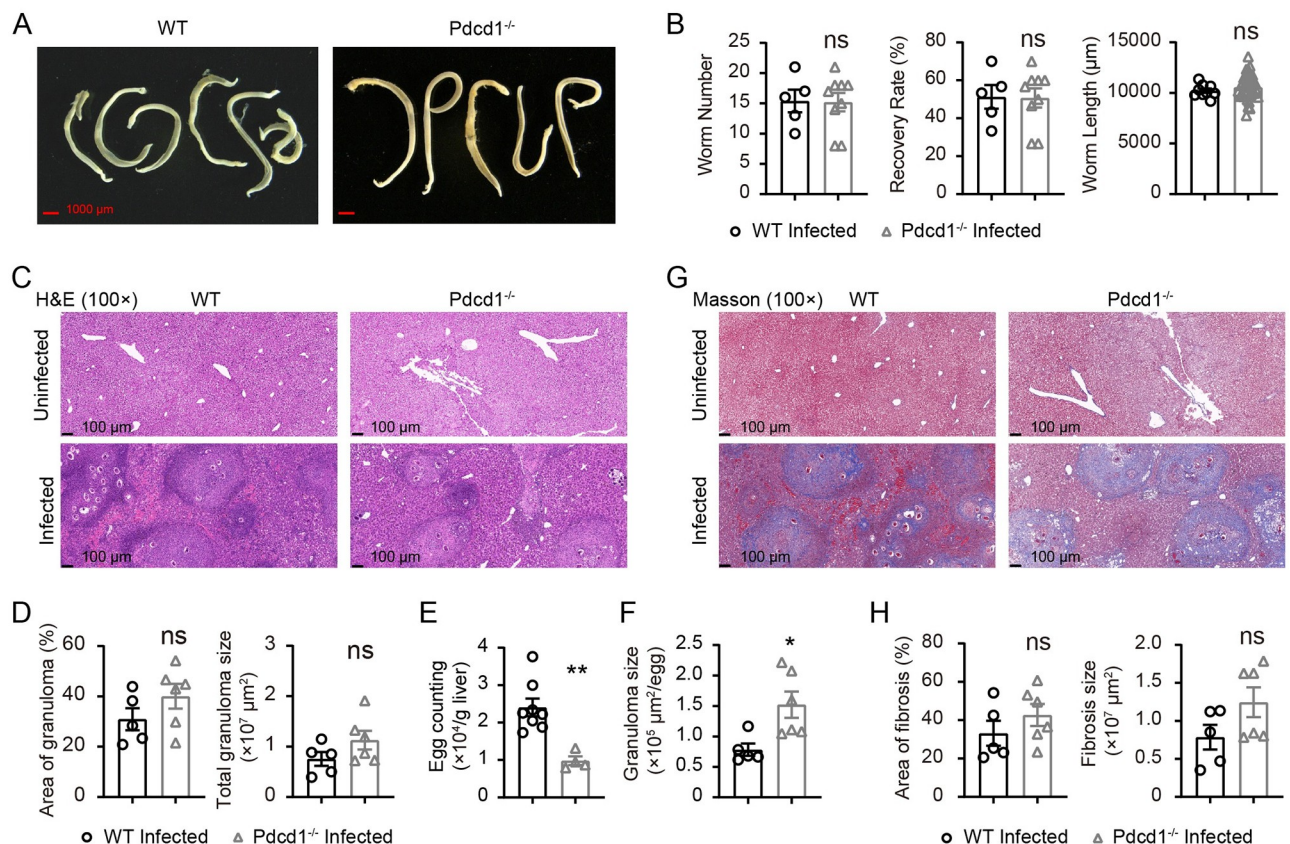 A
WT
Pdcd1⁻/⁻
1000 µm
B
Worm Number
25
20
15
10
5
0
ns
Recovery Rate (%)
80
60
40
20
0
ns
Worm Length (µm)
15000
10000
5000
0
ns
WT Infected
Pdcd1⁻/⁻ Infected
C
H&E (100×)
WT
Pdcd1⁻/⁻
Uninfected
100 µm
100 µm
Infected
100 µm
100 µm
G
Masson (100×)
WT
Pdcd1⁻/⁻
Uninfected
100 µm
100 µm
Infected
100 µm
100 µm
D
Area of granuloma (%)
60
40
20
0
ns
Total granuloma size
(×10⁷ µm²)
3
2
1
0
ns
E
Egg counting
(×10⁴/g liver)
4
3
2
1
0
**
F
Granuloma size
(×10⁵ µm²/egg)
2.5
2.0
1.5
1.0
0.5
0
*
H
Area of fibrosis (%)
80
60
40
20
0
ns
Fibrosis size
(×10⁷ µm²)
2.0
1.5
1.0
0.5
0
ns
WT Infected
Pdcd1⁻/⁻ Infected
WT Infected
Pdcd1⁻/⁻ Infected